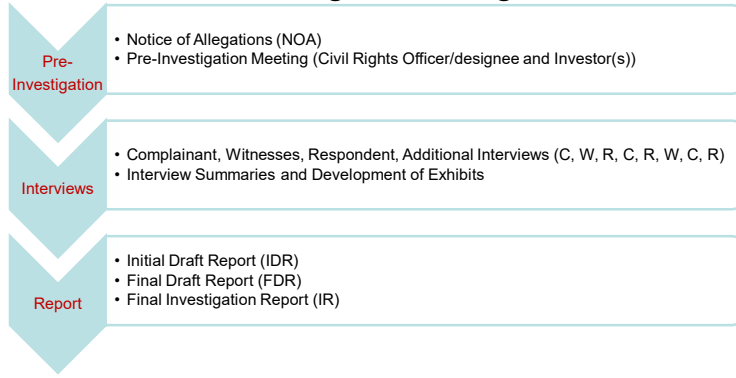 Pre-
Investigation
• Notice of Allegations (NOA)
• Pre-Investigation Meeting (Civil Rights Officer/designee and Investor(s))
Interviews
• Complainant, Witnesses, Respondent, Additional Interviews (C, W, R, C, R, W, C, R)
• Interview Summaries and Development of Exhibits
Report
• Initial Draft Report (IDR)
• Final Draft Report (FDR)
• Final Investigation Report (IR)